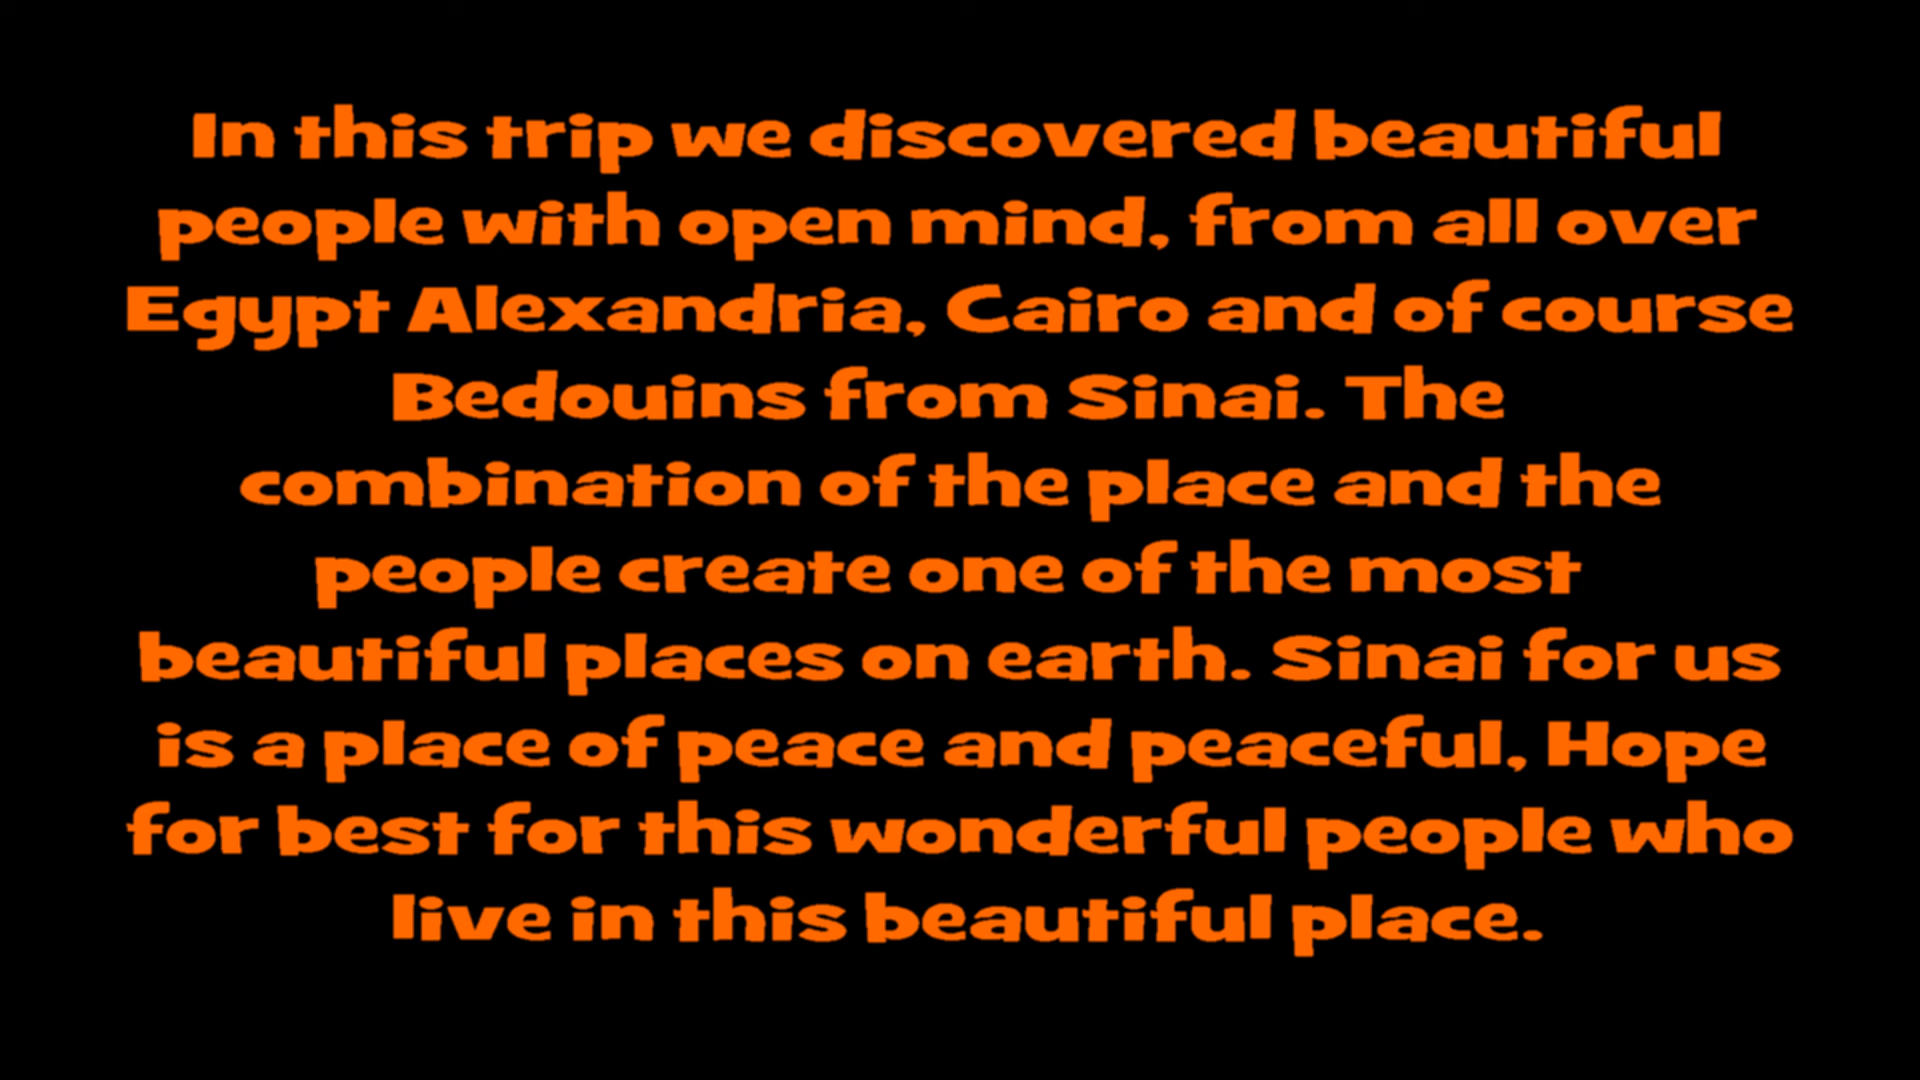 In this trip we discovered beautiful
people with open mind, from all over
Egypt Alexandria, Cairo and of course
Bedouins from Sinai. The
combination of the place and the
people create one of the most
beautiful places on earth. Sinai for us
is a place of peace and peaceful, Hope
for best for this wonderful people who
live in this beautiful place.